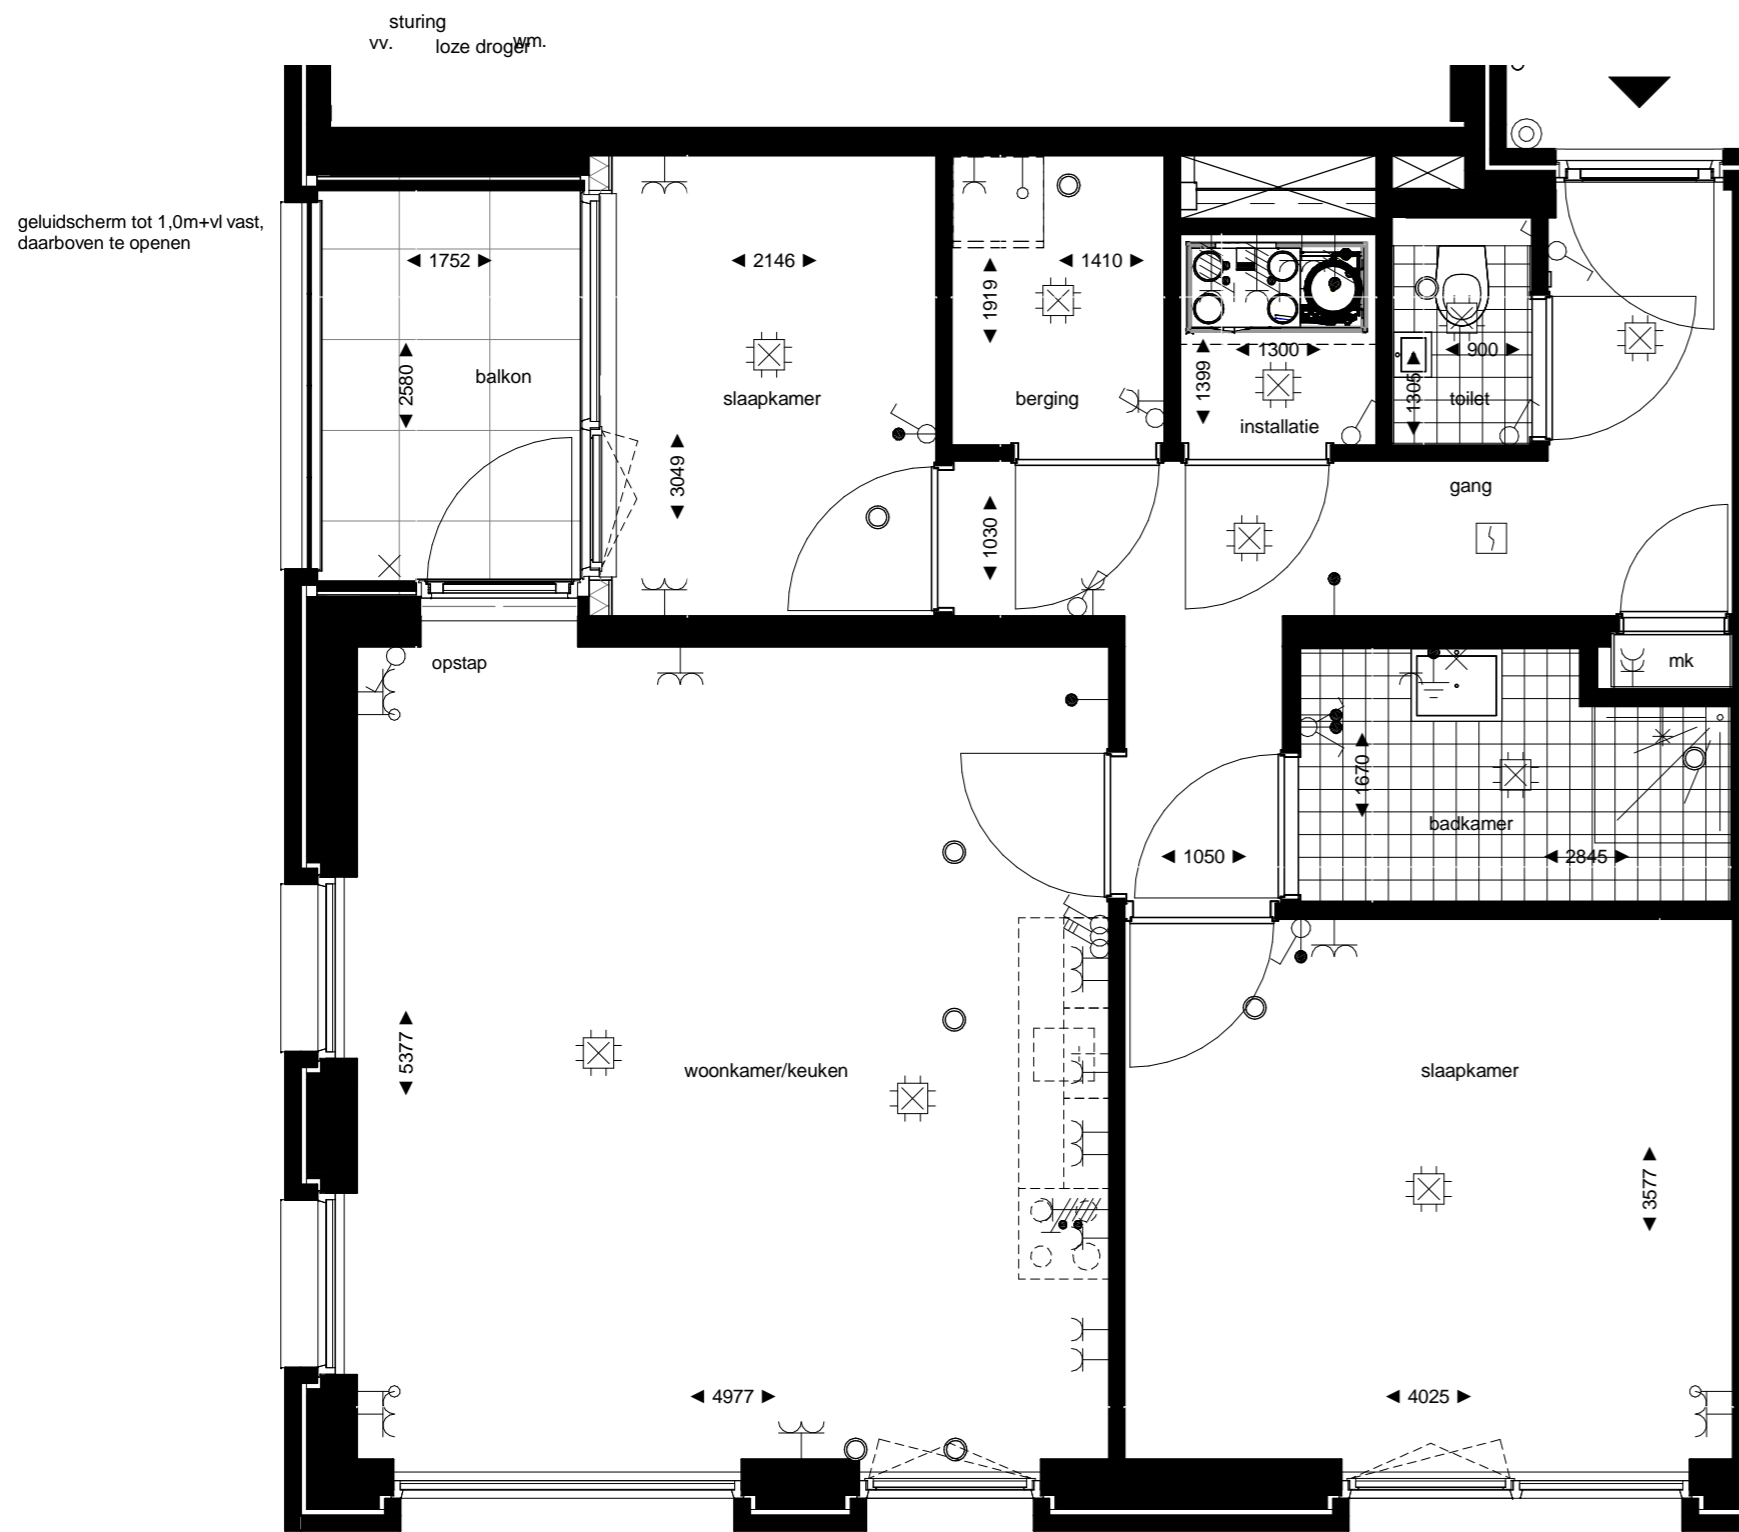 sturing
vv. loze droger wm.
geluidscherm tot 1,0m+vl vast,
daarboven te openen
◄ 1752 ►
◄ 2146 ►
◄ 1410 ►
◄ 1919 ►
◄ 1300 ►
◄ 900 ►
◄ 2580 ►
balkon
◄ 1399 ►
◄ 1305 ►
slaapkamer
berging
toilet
installatie
◄ 3049 ►
gang
◄ 1030 ►
opstap
mk
◄ 1670 ►
badkamer
◄ 1050 ►
◄ 2845 ►
◄ 5377 ►
woonkamer/keuken
slaapkamer
◄ 3577 ►
◄ 4977 ►
◄ 4025 ►